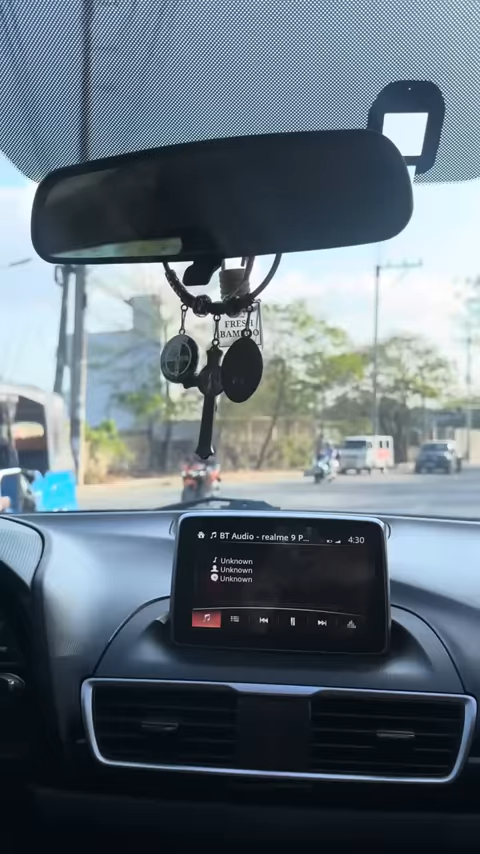 FRESH
BAMBOO
BT Audio - realme 9 P... 4:30
Unknown
Unknown
Unknown